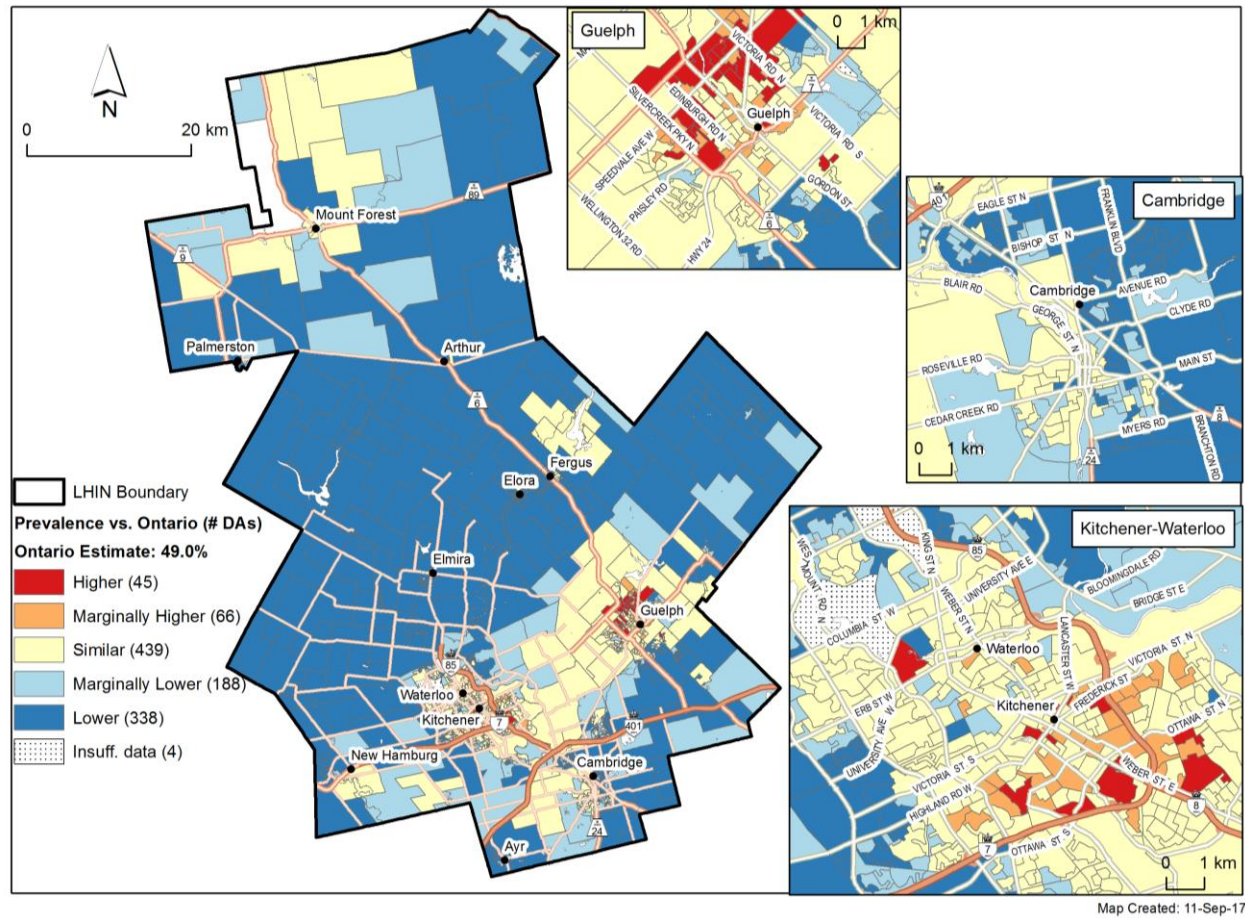 N
0
20 km
Mount Forest
89
9
Palmerston
Arthur
6
Fergus
Elora
Elmira
Guelph
85
Waterloo
Kitchener
7
401
New Hamburg
Cambridge
24
Ayr
LHIN Boundary
Prevalence vs. Ontario (# DAs)
Ontario Estimate: 49.0%
Higher (45)
Marginally Higher (66)
Similar (439)
Marginally Lower (188)
Lower (338)
Insuff. data (4)
Guelph
0 1 km
VICTORIA RD N
7
SILVERCREEK PKY N
EDINBURGH RD N
Guelph
VICTORIA RD S
SPEEDVALE AVE W
GORDON ST
PAISLEY RD
WELLINGTON 32 RD
HWY 24
6
Cambridge
401
EAGLE ST N
FRANKLIN BLVD
BISHOP ST N
BLAIR RD
Cambridge
AVENUE RD
CLYDE RD
GEORGE ST N
ROSEVILLE RD
MAIN ST
CEDAR CREEK RD
MYERS RD
8
BRANCHTON RD
24
0 1 km
Kitchener-Waterloo
WESTMOUNT RD N
KING ST N
85
UNIVERSITY AVE E
BLOOMINGDALE RD
WEBER ST N
BRIDGE ST E
COLUMBIA ST W
LANCASTER ST W
Waterloo
VICTORIA ST N
ERB ST W
FREDERICK ST
Kitchener
UNIVERSITY AVE W
OTTAWA ST N
VICTORIA ST S
WEBER ST E
HIGHLAND RD W
8
7
OTTAWA ST S
0 1 km
Map Created: 11-Sep-17